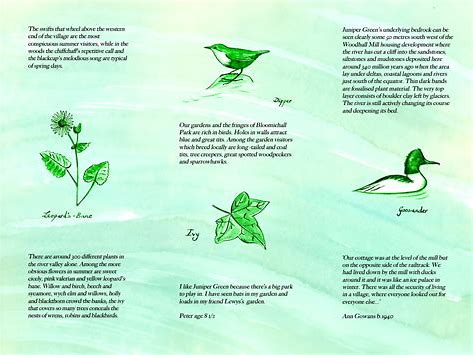 The swifts that wheel above the western
end of the village are the most
conspicuous summer visitors, while in
the woods the chiffchaff's repetitive call and
the blackcap's melodious song are typical
of spring days.
Dipper
Juniper Green's underlying bedrock can be
seen clearly some 50 metres south west of the
Woodhall Mill housing development where
the river has cut a cliff into the sandstones,
siltstones and mudstones deposited here
around 340 million years ago when the area
lay under deltas, coastal lagoons and rivers
just south of the equator. Thin dark bands
are fossilised plant material. The very top
layer consists of boulder clay left by glaciers.
The river is still actively changing its course
and deepening its bed.
Leopard's-Bane
Our gardens and the fringes of Bloomiehall
Park are rich in birds. Holes in walls attract
blue and great tits. Among the garden visitors
which breed locally are long-tailed and coal
tits, tree creepers, great spotted woodpeckers
and sparrowhawks.
Ivy
Goosander
There are around 300 different plants in
the river valley alone. Among the more
obvious flowers in summer are sweet
cicely, pink valerian and yellow leopard's
bane. Willow and birch, beech and
sycamore, wych elm and willows, and
and blackthorn crowd the banks, the ivy
that covers so many trees conceals the
nests of wrens, robins and blackbirds.
I like Juniper Green because there's a big park
to play in. I have seen bats in my garden and
loads in my friend Lewys's garden.
Peter age 8 1/2
'Our cottage was at the level of the mill but
on the opposite side of the railtrack. We
had lived down by the mill with ducks
around it and it was like an ice palace in
winter. There was all the security of living
in a village, where everyone looked out for
everyone else...'
Ann Gowans b 1940